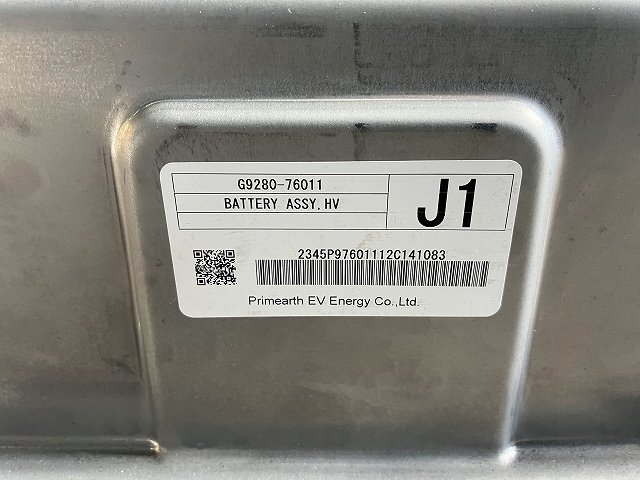 G9280-76011
BATTERY ASSY,HV
J1
2345P97601112C141083
Primearth EV Energy Co.,Ltd.